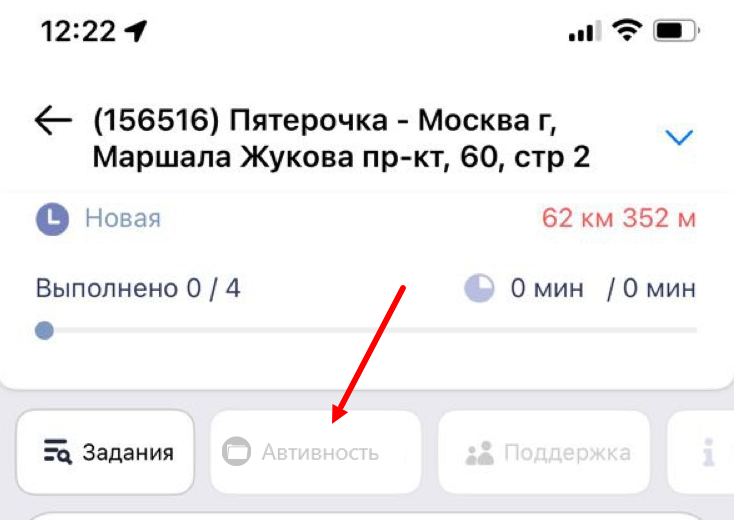 12:22
(156516) Пятерочка - Москва г,
Маршала Жукова пр-кт, 60, стр 2
Новая 62 км 352 м
Выполнено 0 / 4 0 мин / 0 мин
Задания Автивность Поддержка